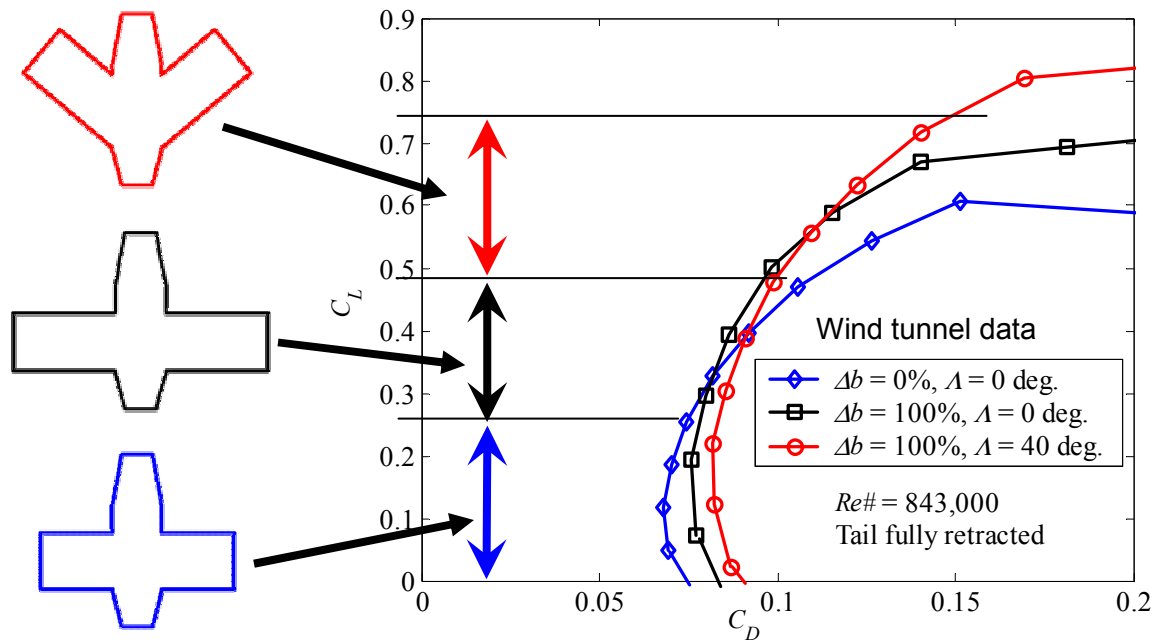 0.9
0.8
0.7
0.6
0.5
0.4
0.3
0.2
0.1
0
C_L
0
0.05
0.1
0.15
0.2
C_D
Wind tunnel data
Δb = 0%, Λ = 0 deg.
Δb = 100%, Λ = 0 deg.
Δb = 100%, Λ = 40 deg.
Re# = 843,000
Tail fully retracted